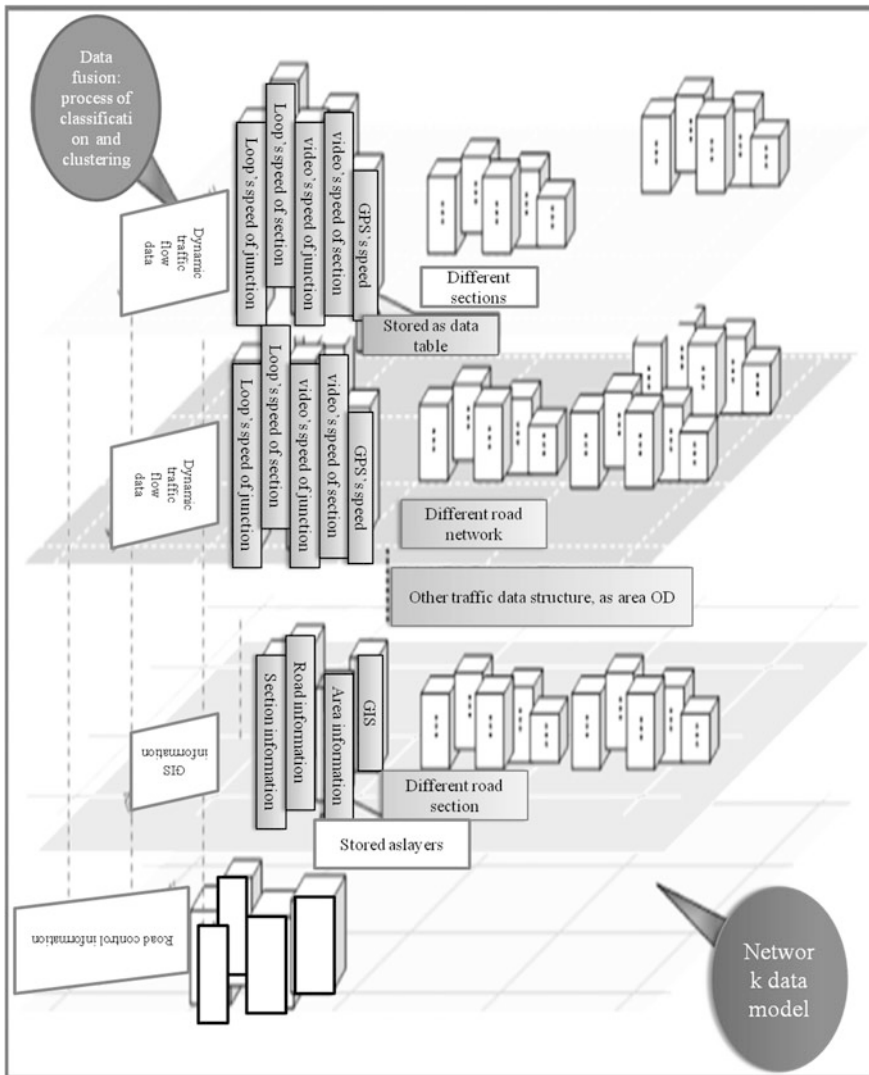 Data
fusion:
process of
classificati
on and
clustering
Dynamic
traffic
flow
data
Loop's speed of junction
Loop's speed of section
video's speed of junction
video's speed of section
GPS's speed
Different
sections
Stored as data
table
Dynamic
traffic
flow
data
Loop's speed of junction
Loop's speed of section
video's speed of junction
video's speed of section
GPS's speed
Different road
network
Other traffic data structure, as area OD
GIS
information
Section information
Road information
Area information
GIS
Different road
section
Stored aslayers
Road control information
Networ
k data
model